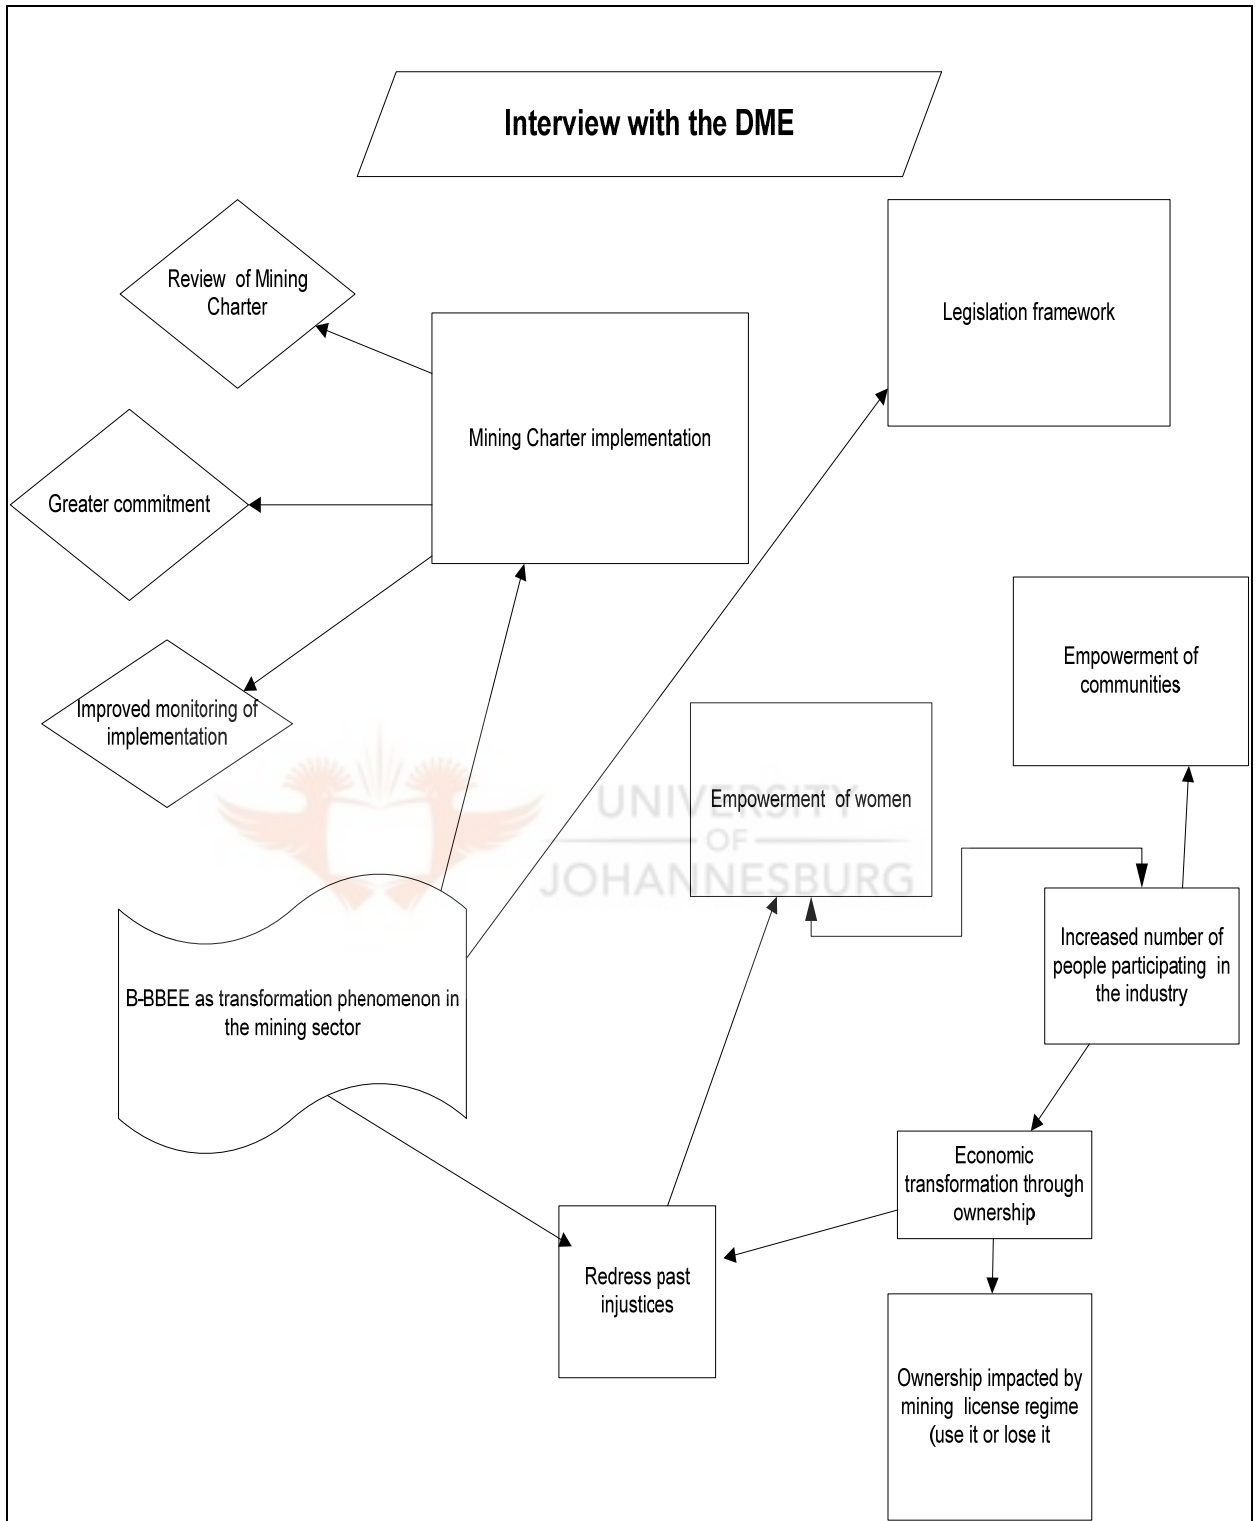 Interview with the DME
Review of Mining
Charter
Legislation framework
Mining Charter implementation
Greater commitment
Empowerment of
communities
Improved monitoring of
implementation
Empowerment of women
UNIVERSITY
OF
JOHANNESBURG
Increased number of
people participating in
the industry
B-BBEE as transformation phenomenon in
the mining sector
Economic
transformation through
ownership
Redress past
injustices
Ownership impacted by
mining license regime
(use it or lose it